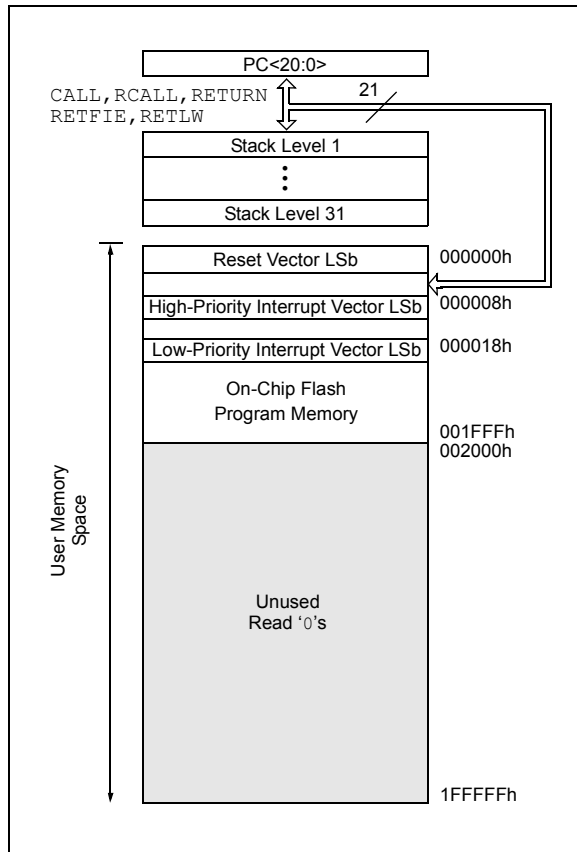 PC<20:0>
CALL,RCALL,RETURN
RETFIE,RETLW
21
Stack Level 1
Stack Level 31
Reset Vector LSb
000000h
High-Priority Interrupt Vector LSb
000008h
Low-Priority Interrupt Vector LSb
000018h
On-Chip Flash
Program Memory
001FFFh
002000h
User Memory
Space
Unused
Read ‘0’s
1FFFFFh